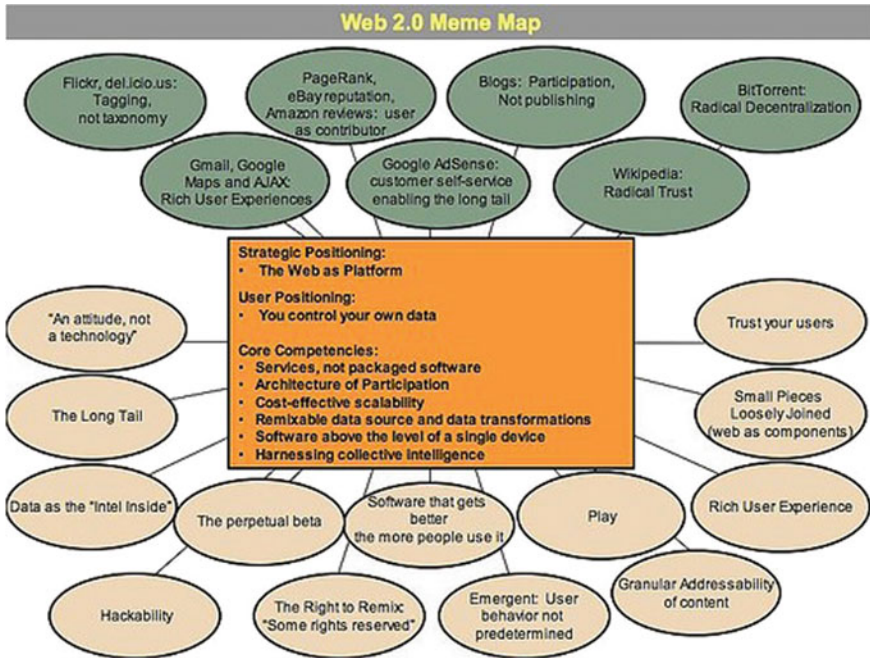 Web 2.0 Meme Map
Flickr, del.icio.us:
Tagging,
not taxonomy
PageRank,
eBay reputation,
Amazon reviews: user
as contributor
Blogs: Participation,
Not publishing
BitTorrent:
Radical Decentralization
Gmail, Google
Maps and AJAX:
Rich User Experiences
Google AdSense:
customer self-service
enabling the long tail
Wikipedia:
Radical Trust
Strategic Positioning:
• The Web as Platform
User Positioning:
• You control your own data
Core Competencies:
• Services, not packaged software
• Architecture of Participation
• Cost-effective scalability
• Remixable data source and data transformations
• Software above the level of a single device
• Harnessing collective intelligence
"An attitude, not
a technology"
Trust your users
The Long Tail
Small Pieces
Loosely Joined
(web as components)
Data as the "Intel Inside"
The perpetual beta
Software that gets
better
the more people use it
Play
Rich User Experience
Hackability
The Right to Remix:
"Some rights reserved"
Emergent: User
behavior not
predetermined
Granular Addressability
of content